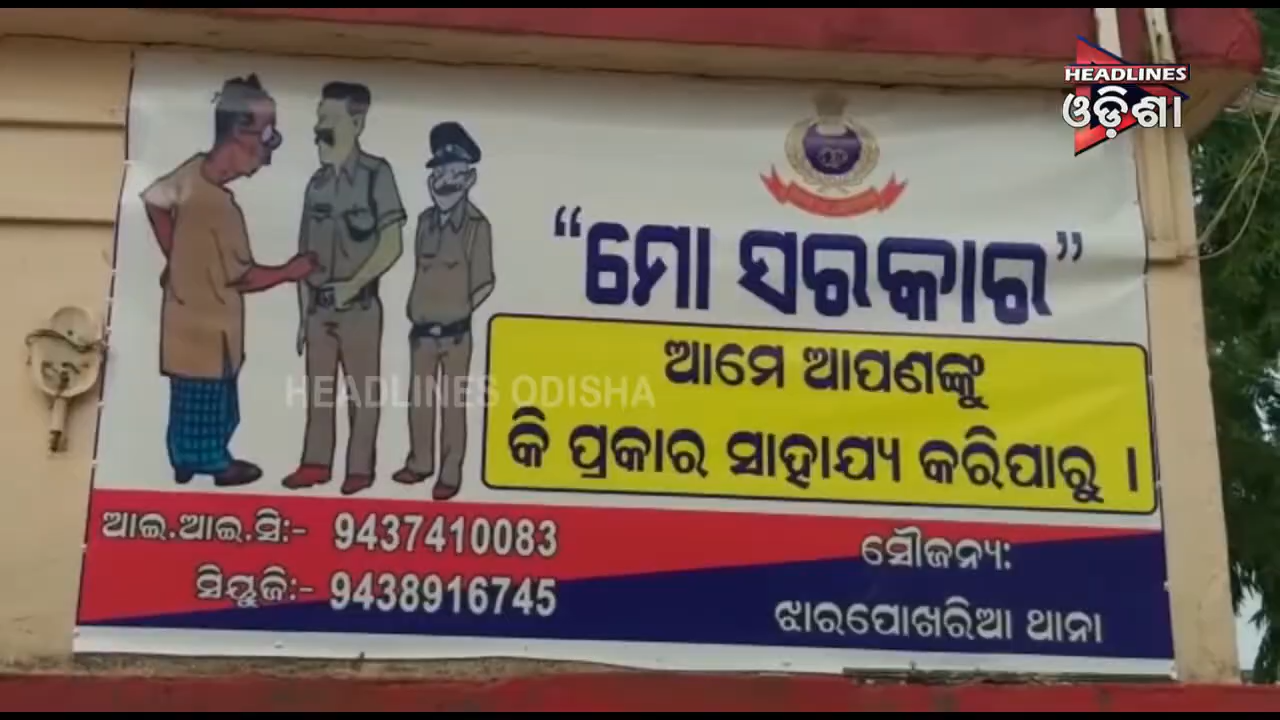 HEADLINES
ଓଡ଼ିଶା
“ମୋ ସରକାର”
ଆମେ ଆପଣଙ୍କୁ
କି ପ୍ରକାର ସାହାଯ୍ୟ କରିପାରୁ ।
HEADLINES ODISHA
ଆଇ.ଆଇ.ସି:- 9437410083
ସିୟୁଜି:- 9438916745
ସୌଜନ୍ୟ:
ଝାରପୋଖରିଆ ଥାନା